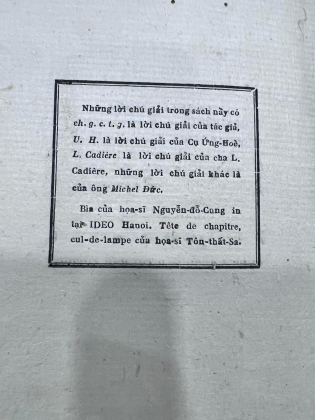 Những lời chú giải trong sách nầy có
ch. g. c. t. g. là lời chú giải của tác giả,
U. H. là lời chú giải của Cụ Ưng-Hoè,
L. Cadière là lời chú giải của cha L.
Cadière, những lời chú giải khác là
của ông Michel Đức.
Bìa của họa-sĩ Nguyễn-đỗ-Cung in
tại IDEO Hanoi. Tête de chapitre,
cul-de-lampe của họa-sĩ Tôn-thất-Sa.